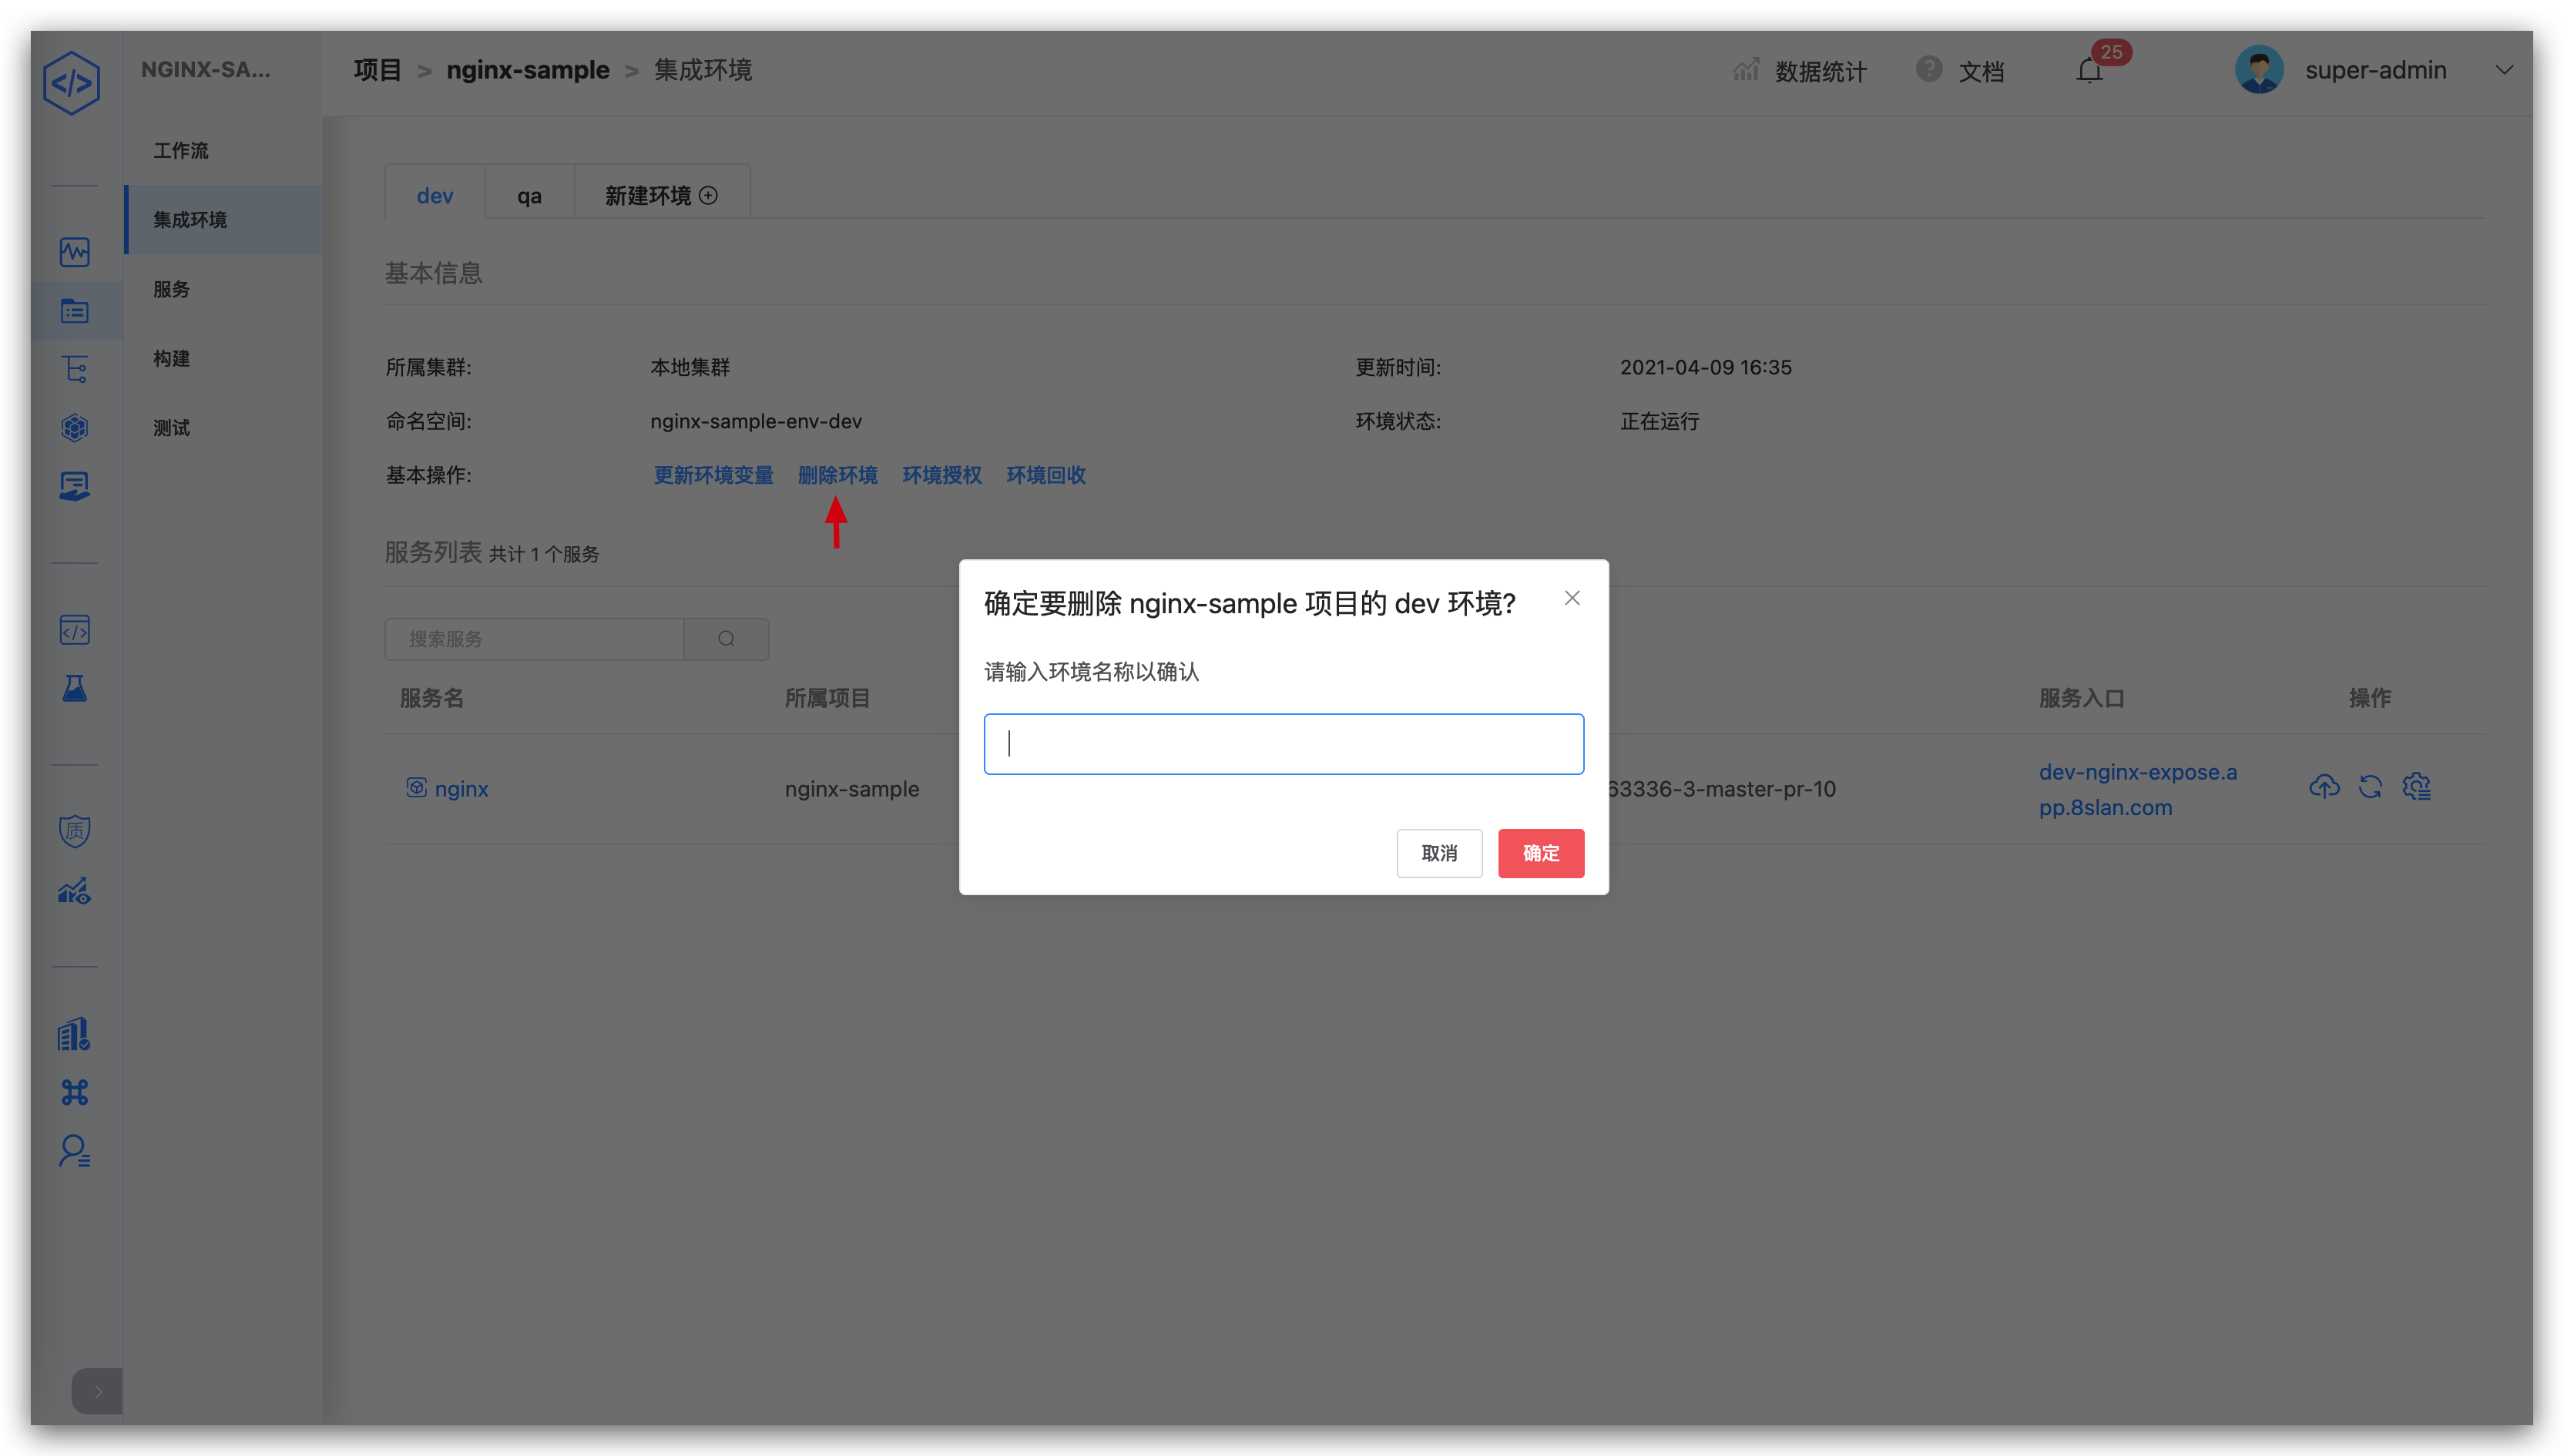 NGINX-SA...
项目 > nginx-sample > 集成环境
数据统计
? 文档
25
super-admin
工作流
集成环境
服务
构建
测试
质
dev
qa
新建环境
基本信息
所属集群: 本地集群
更新时间: 2021-04-09 16:35
命名空间: nginx-sample-env-dev
环境状态: 正在运行
基本操作: 更新环境变量 删除环境 环境授权 环境回收
服务列表 共计 1 个服务
搜索服务
服务名 所属项目 服务入口 操作
nginx nginx-sample 63336-3-master-pr-10 dev-nginx-expose.a
pp.8slan.com
确定要删除 nginx-sample 项目的 dev 环境?
请输入环境名称以确认
取消 确定